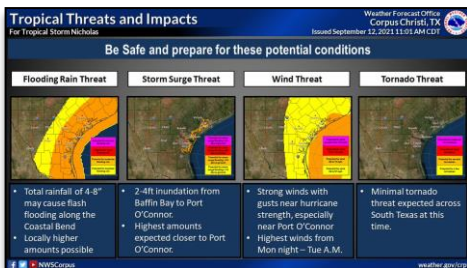 Tropical Threats and Impacts
For Tropical Storm Nicholas
Weather Forecast Office
Corpus Christi, TX
Issued September 12, 2021 11:01 AM CDT
Be Safe and prepare for these potential conditions
Flooding Rain Threat
Storm Surge Threat
Wind Threat
Tornado Threat
• Total rainfall of 4-8”
may cause flash
flooding along the
Coastal Bend
• Locally higher
amounts possible
• 2-4ft inundation from
Baffin Bay to Port
O’Connor.
• Highest amounts
expected closer to Port
O’Connor.
• Strong winds with
gusts near hurricane
strength, especially
near Port O’Connor
• Highest winds from
Mon night – Tue A.M.
• Minimal tornado
threat expected across
South Texas at this
time.
NWSCorpus
weather.gov/crp